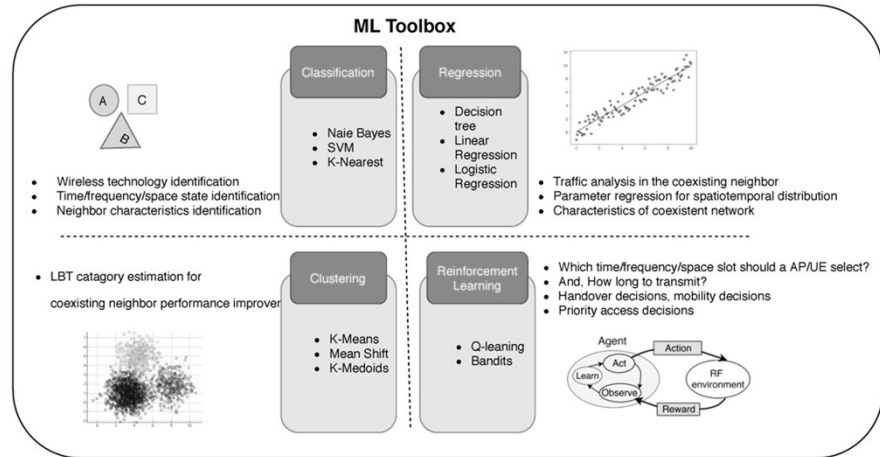 ML Toolbox
Classification
Naie Bayes
SVM
K-Nearest
A
C
B
Wireless technology identification
Time/frequency/space state identification
Neighbor characteristics identification
Regression
Decision
tree
Linear
Regression
Logistic
Regression
Traffic analysis in the coexisting neighbor
Parameter regression for spatiotemporal distribution
Characteristics of coexistent network
LBT catagory estimation for
coexisting neighbor performance improver
Clustering
K-Means
Mean Shift
K-Medoids
Reinforcement
Learning
Q-leaning
Bandits
Which time/frequency/space slot should a AP/UE select?
And, How long to transmit?
Handover decisions, mobility decisions
Priority access decisions
Agent
Act
Learn
Observe
Action
RF
environment
Reward